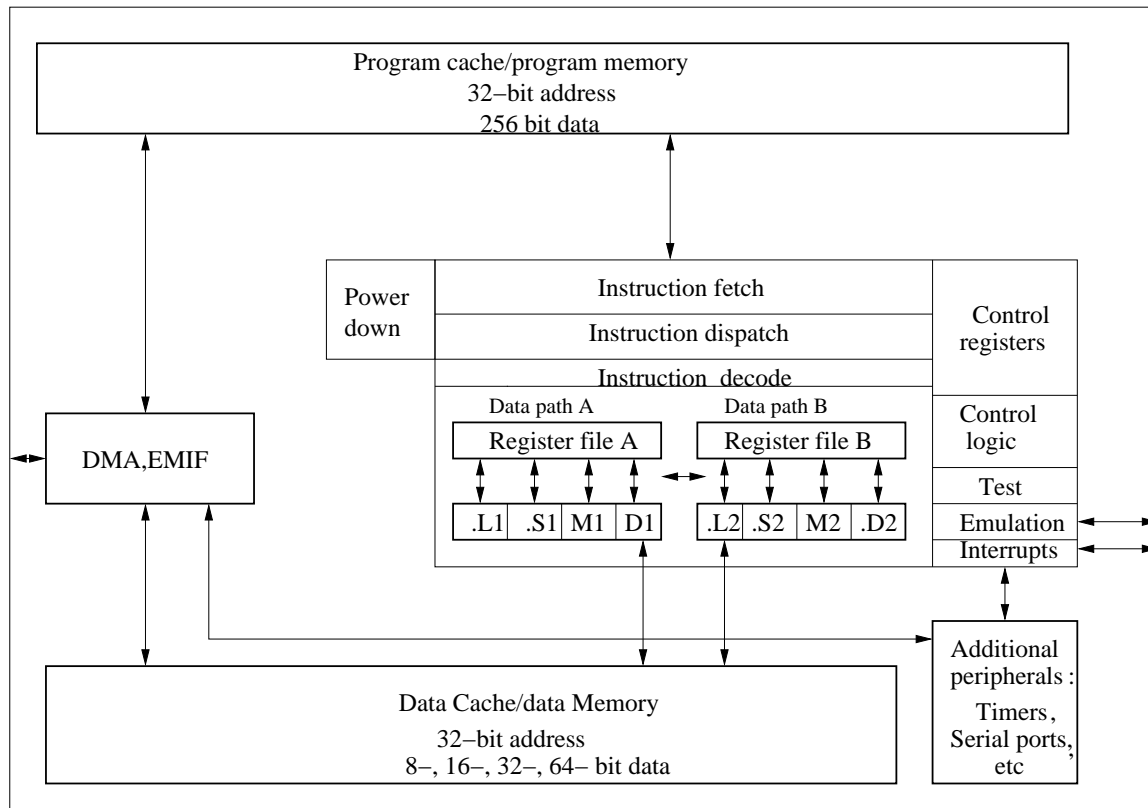 Program cache/program memory
32−bit address
256 bit data
Power
down
Instruction fetch
Instruction dispatch
Instruction decode
Control
registers
Data path A
Data path B
Register file A
Register file B
Control
logic
DMA,EMIF
.L1 .S1 M1 D1
.L2 .S2 M2 .D2
Test
Emulation
Interrupts
Data Cache/data Memory
32−bit address
8−, 16−, 32−, 64− bit data
Additional
peripherals :
Timers,
Serial ports,
etc